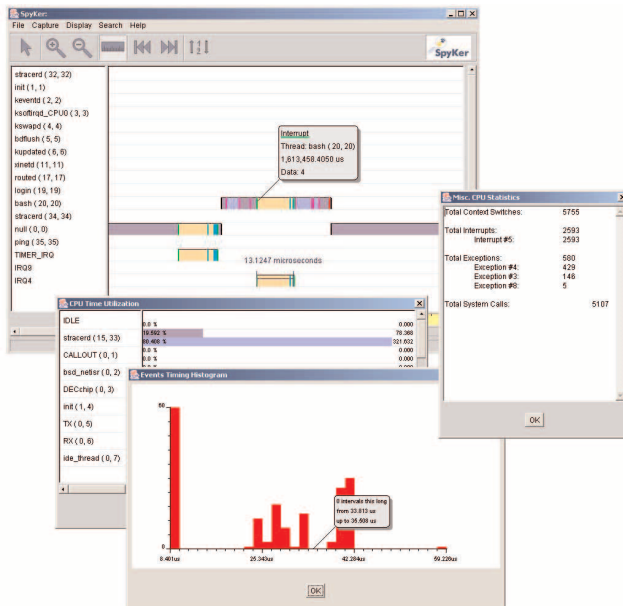 SpyKer:
File Capture Display Search Help
SpyKer
stracerd ( 32, 32)
init ( 1, 1)
keventd ( 2, 2)
ksoftirqd_CPU0 ( 3, 3)
kswapd ( 4, 4)
bdflush ( 5, 5)
kupdated ( 6, 6)
xinetd ( 11, 11)
routed ( 17, 17)
login ( 19, 19)
bash ( 20, 20)
stracerd ( 34, 34)
null ( 0, 0)
ping ( 35, 35)
TIMER_IRQ
IRQ9
IRQ4
Interrupt
Thread: bash ( 20, 20)
1,613,458.4050 us
Data: 4
13.1247 microseconds
Misc. CPU Statistics
Total Context Switches: 5755
Total Interrupts: 2593
Interrupt #5: 2593
Total Exceptions: 580
Exception #4: 429
Exception #3: 146
Exception #8: 5
Total System Calls: 5107
OK
CPU Time Utilization
IDLE
0.0 % 0.000
stracerd ( 15, 33)
19.592 % 78.368
80.408 % 321.632
CALLOUT ( 0, 1)
0.0 % 0.000
0.0 % 0.000
bsd_netisr ( 0, 2)
DECchip ( 0, 3)
init ( 1, 4)
TX ( 0, 5)
RX ( 0, 6)
ide_thread ( 0, 7)
Events Timing Histogram
0
8.401us 25.343us 42.284us 59.226us
0 intervals this long
from 33.813 us
up to 35.508 us
OK